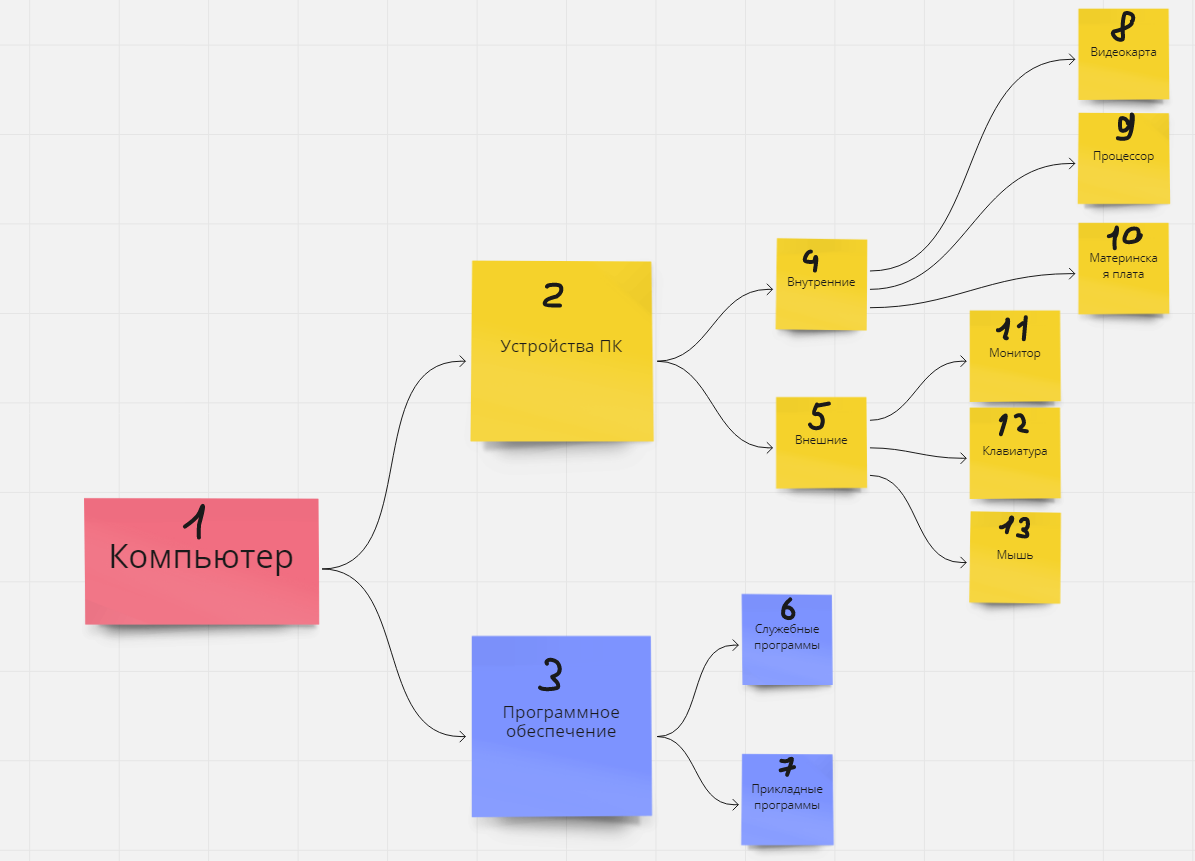 8
Видеокарта
9
Процессор
10
Материнска
я плата
4
Внутренние
2
Устройства ПК
11
Монитор
5
Внешние
12
Клавиатура
13
Мышь
1
Компьютер
6
Служебные
программы
3
Программное
обеспечение
7
Прикладные
программы